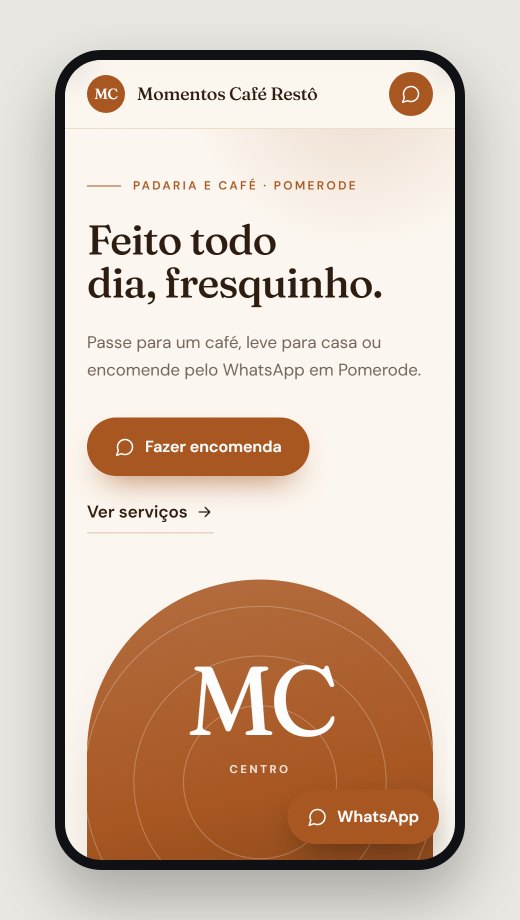 MC Momentos Café Restô
PADARIA E CAFÉ · POMERODE
Feito todo
dia, fresquinho.
Passe para um café, leve para casa ou
encomende pelo WhatsApp em Pomerode.
Fazer encomenda
Ver serviços →
MC
CENTRO
WhatsApp